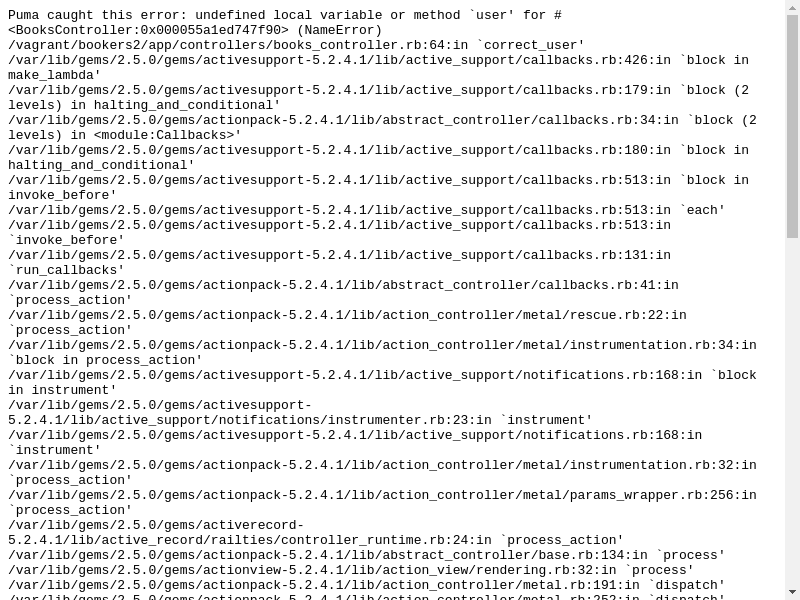 Puma caught this error: undefined local variable or method `user' for #
<BooksController:0x000055a1ed747f90> (NameError)
/vagrant/bookers2/app/controllers/books_controller.rb:64:in `correct_user'
/var/lib/gems/2.5.0/gems/activesupport-5.2.4.1/lib/active_support/callbacks.rb:426:in `block in
make_lambda'
/var/lib/gems/2.5.0/gems/activesupport-5.2.4.1/lib/active_support/callbacks.rb:179:in `block (2
levels) in halting_and_conditional'
/var/lib/gems/2.5.0/gems/actionpack-5.2.4.1/lib/abstract_controller/callbacks.rb:34:in `block (2
levels) in <module:Callbacks>'
/var/lib/gems/2.5.0/gems/activesupport-5.2.4.1/lib/active_support/callbacks.rb:180:in `block in
halting_and_conditional'
/var/lib/gems/2.5.0/gems/activesupport-5.2.4.1/lib/active_support/callbacks.rb:513:in `block in
invoke_before'
/var/lib/gems/2.5.0/gems/activesupport-5.2.4.1/lib/active_support/callbacks.rb:513:in `each'
/var/lib/gems/2.5.0/gems/activesupport-5.2.4.1/lib/active_support/callbacks.rb:513:in
`invoke_before'
/var/lib/gems/2.5.0/gems/activesupport-5.2.4.1/lib/active_support/callbacks.rb:131:in
`run_callbacks'
/var/lib/gems/2.5.0/gems/actionpack-5.2.4.1/lib/abstract_controller/callbacks.rb:41:in
`process_action'
/var/lib/gems/2.5.0/gems/actionpack-5.2.4.1/lib/action_controller/metal/rescue.rb:22:in
`process_action'
/var/lib/gems/2.5.0/gems/actionpack-5.2.4.1/lib/action_controller/metal/instrumentation.rb:34:in
`block in process_action'
/var/lib/gems/2.5.0/gems/activesupport-5.2.4.1/lib/active_support/notifications.rb:168:in `block
in instrument'
/var/lib/gems/2.5.0/gems/activesupport-
5.2.4.1/lib/active_support/notifications/instrumenter.rb:23:in `instrument'
/var/lib/gems/2.5.0/gems/activesupport-5.2.4.1/lib/active_support/notifications.rb:168:in
`instrument'
/var/lib/gems/2.5.0/gems/actionpack-5.2.4.1/lib/action_controller/metal/instrumentation.rb:32:in
`process_action'
/var/lib/gems/2.5.0/gems/actionpack-5.2.4.1/lib/action_controller/metal/params_wrapper.rb:256:in
`process_action'
/var/lib/gems/2.5.0/gems/activerecord-
5.2.4.1/lib/active_record/railties/controller_runtime.rb:24:in `process_action'
/var/lib/gems/2.5.0/gems/actionpack-5.2.4.1/lib/abstract_controller/base.rb:134:in `process'
/var/lib/gems/2.5.0/gems/actionview-5.2.4.1/lib/action_view/rendering.rb:32:in `process'
/var/lib/gems/2.5.0/gems/actionpack-5.2.4.1/lib/action_controller/metal.rb:191:in `dispatch'
/var/lib/gems/2.5.0/gems/actionpack-5.2.4.1/lib/action_controller/metal.rb:252:in `dispatch'